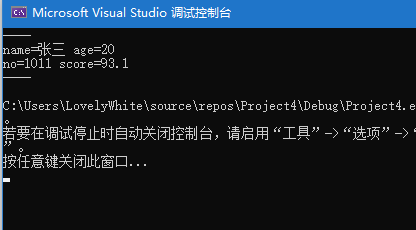 Microsoft Visual Studio 调试控制台
————
name=张三 age=20
no=1011 score=93.1
————
C:\Users\LovelyWhite\source\repos\Project4\Debug\Project4.e
。
若要在调试停止时自动关闭控制台，请启用“工具”->“选项”->“
”。
按任意键关闭此窗口...